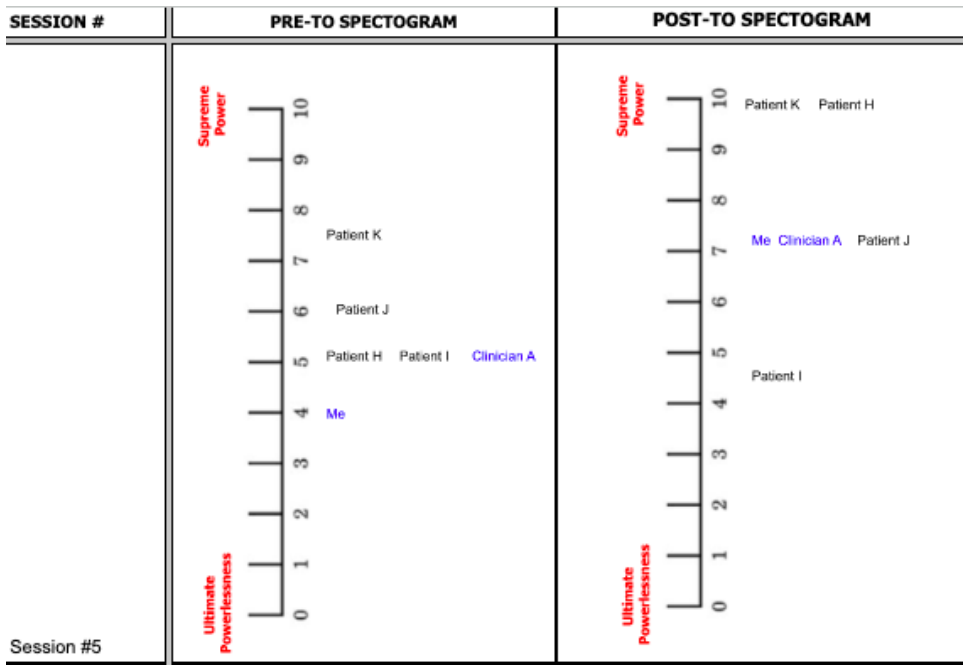 SESSION #
PRE-TO SPECTOGRAM
POST-TO SPECTOGRAM
Session #5
Supreme
Power
10
9
8
7
6
5
4
3
2
1
0
Ultimate
Powerlessness
Patient K
Patient J
Patient H Patient I Clinician A
Me
Supreme
Power
10
9
8
7
6
5
4
3
2
1
0
Ultimate
Powerlessness
Patient K Patient H
Me Clinician A Patient J
Patient I